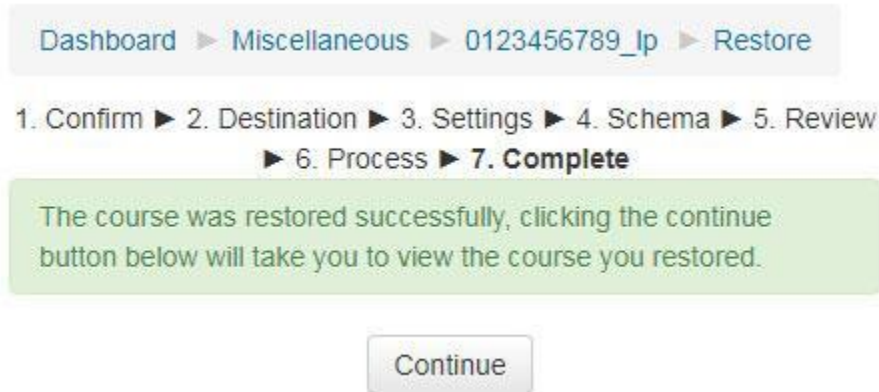 Dashboard ► Miscellaneous ► 0123456789_lp ► Restore
1. Confirm ► 2. Destination ► 3. Settings ► 4. Schema ► 5. Review
► 6. Process ► 7. Complete
The course was restored successfully, clicking the continue
button below will take you to view the course you restored.
Continue